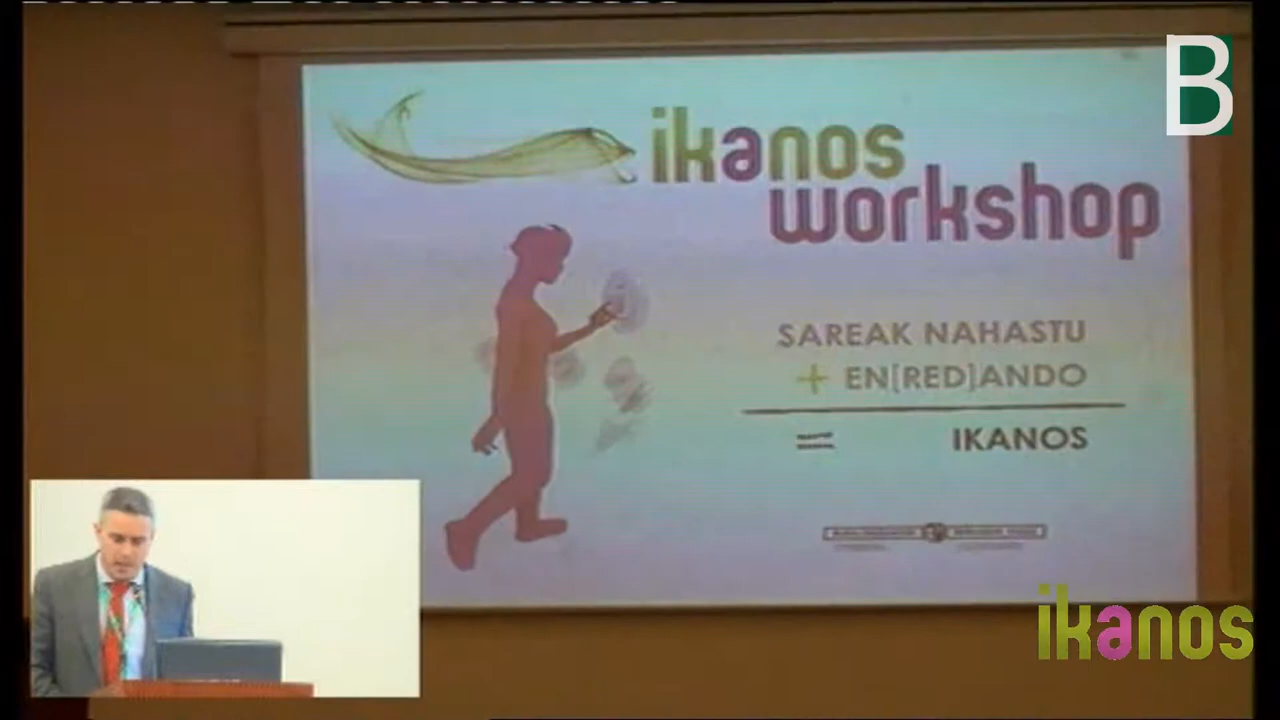 B
ikanos
workshop
SAREAK NAHASTU
+ EN[RED]ANDO
= IKANOS
ikanos